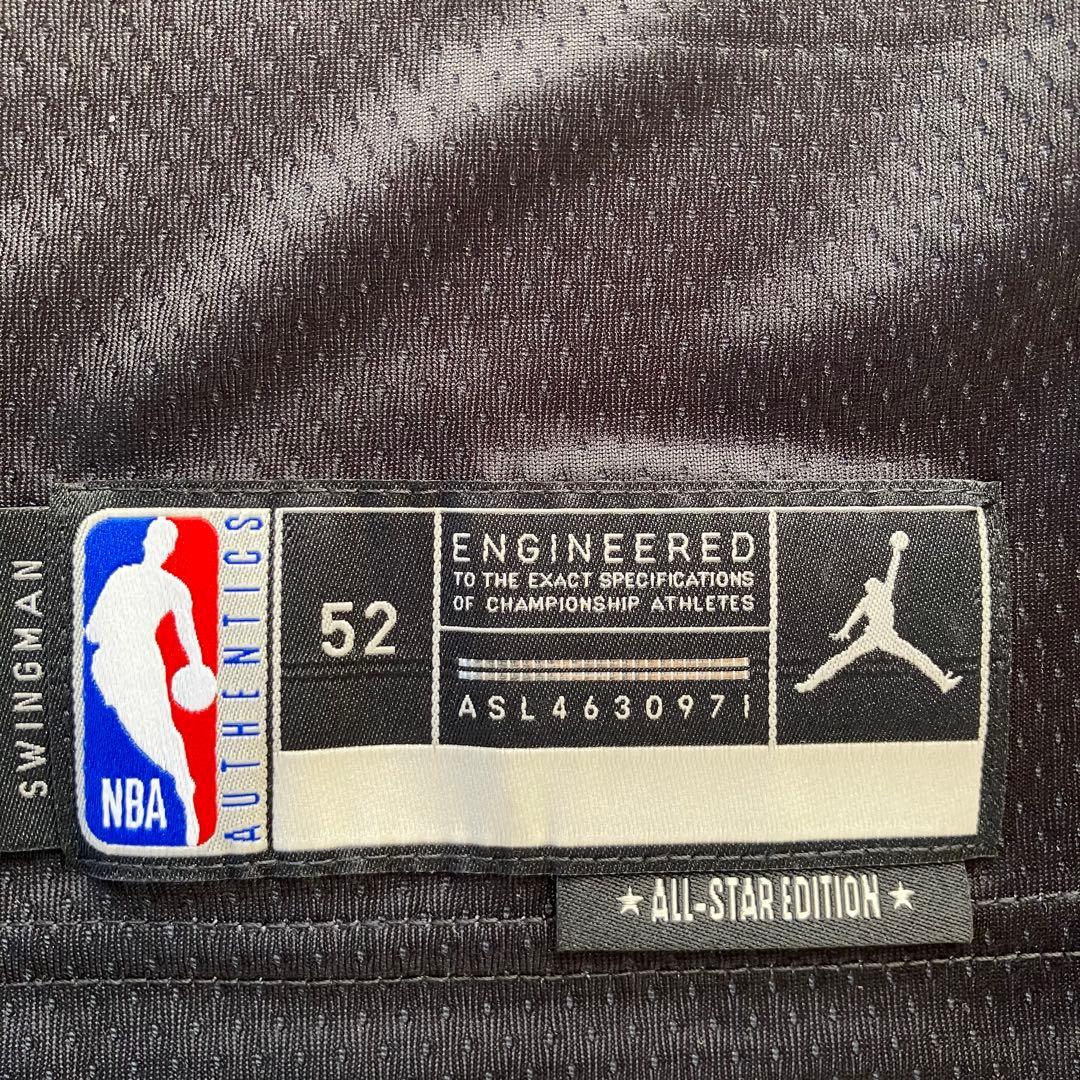 SWINGMAN
NBA
AUTHENTICS
52
ENGINEERED
TO THE EXACT SPECIFICATIONS
OF CHAMPIONSHIP ATHLETES
ASL4630971
★ ALL-STAR EDITION ★